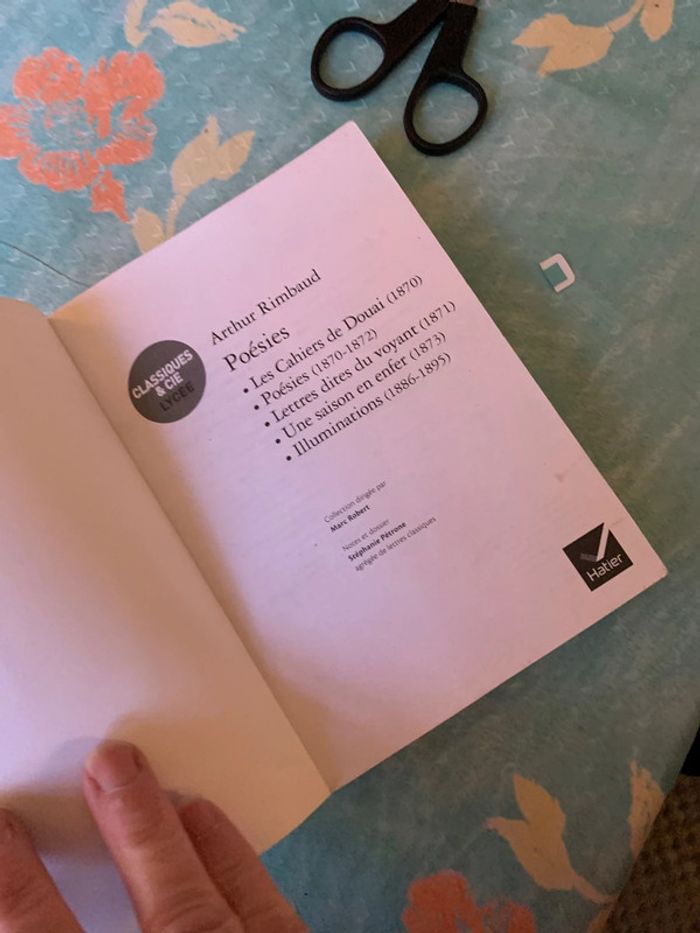 Arthur Rimbaud
Poésies
• Les Cahiers de Douai (1870)
• Poésies (1870-1872)
• Lettres dites du voyant (1871)
• Une saison en enfer (1873)
• Illuminations (1886-1895)
CLASSIQUES
& CIE
LYCÉE
Collection dirigée par
Marc Robert
Notes et dossier
Stéphanie Pétrone
agrégée de lettres classiques
Hatier